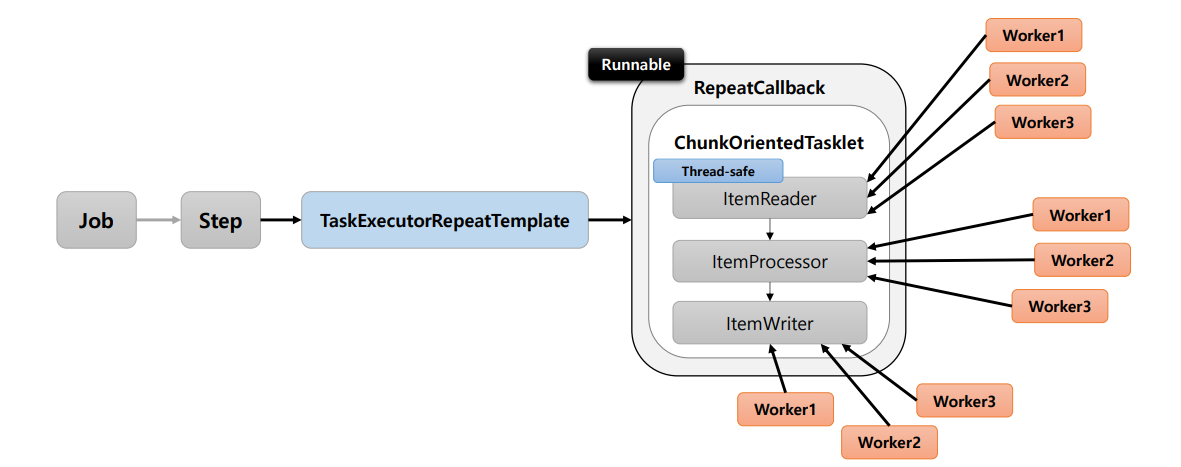 Job
Step
TaskExecutorRepeatTemplate
Runnable
RepeatCallback
ChunkOrientedTasklet
Thread-safe
ItemReader
ItemProcessor
ItemWriter
Worker1
Worker2
Worker3
Worker1
Worker2
Worker3
Worker1
Worker2
Worker3